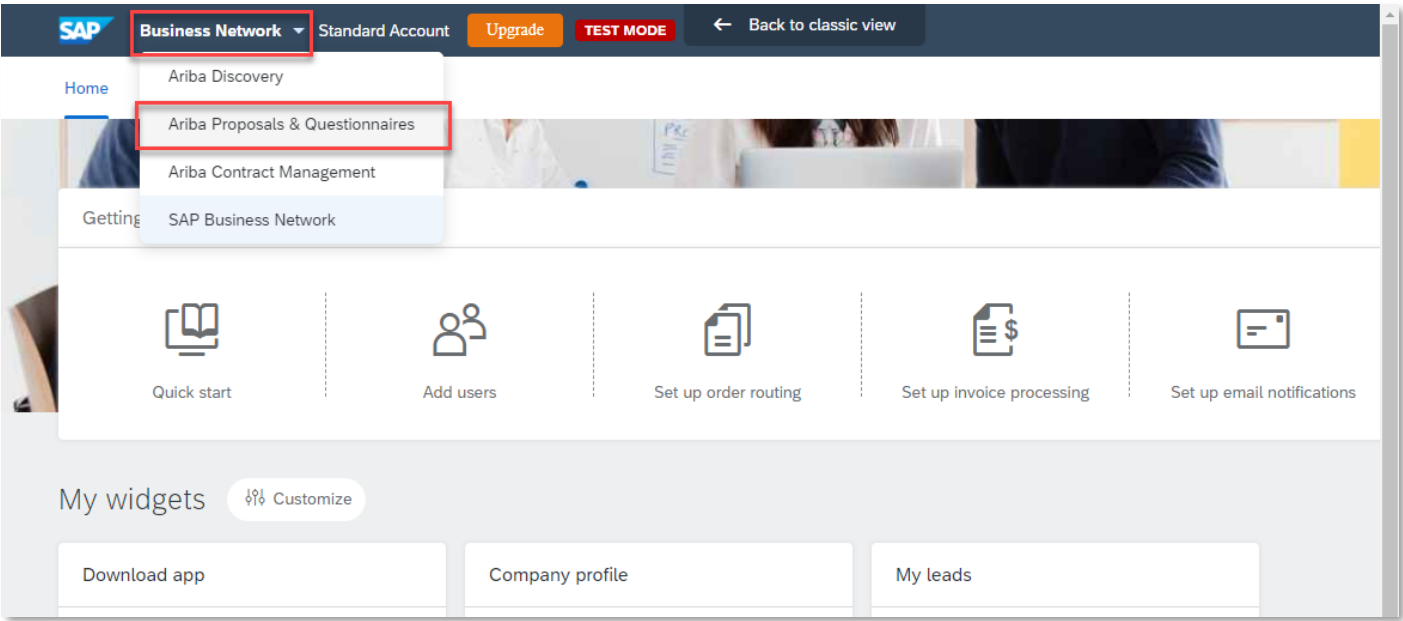 SAP Business Network Standard Account Upgrade TEST MODE Back to classic view
Home
Ariba Discovery
Ariba Proposals & Questionnaires
Ariba Contract Management
SAP Business Network
Getting
Quick start
Add users
Set up order routing
Set up invoice processing
Set up email notifications
My widgets Customize
Download app
Company profile
My leads